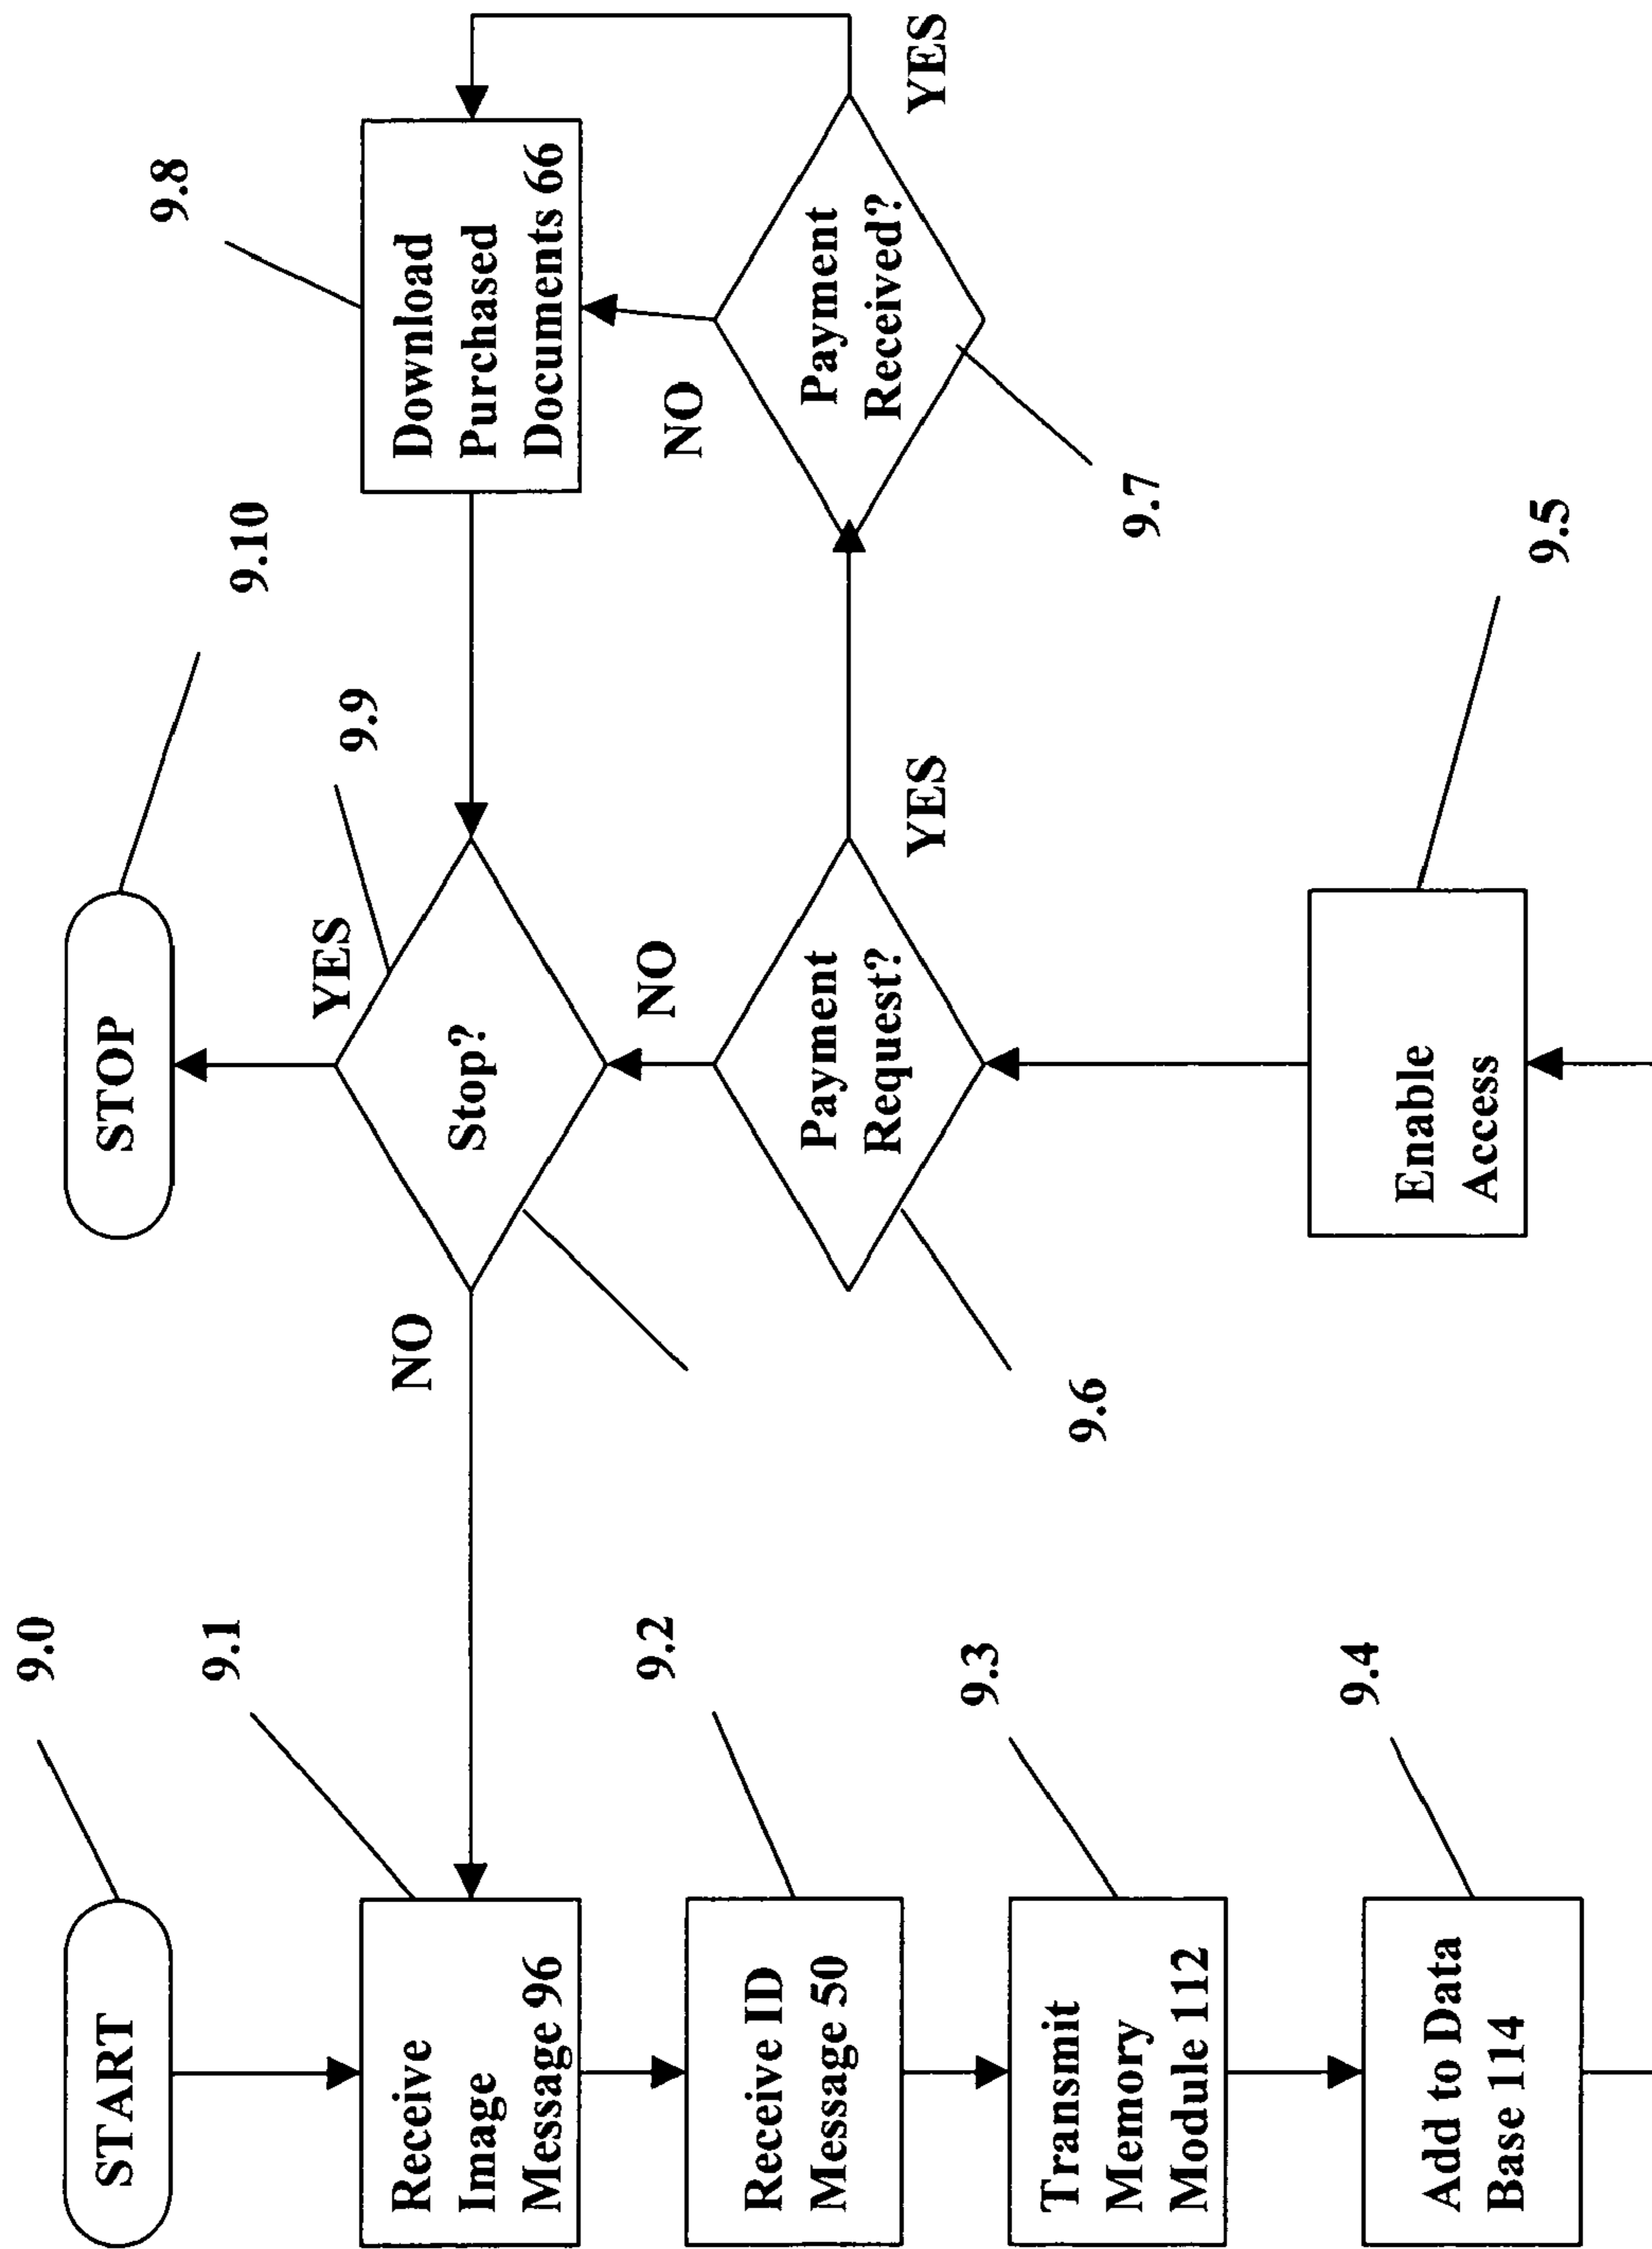 START
9.0
Receive
Image
Message 96
9.1
Receive ID
Message 50
9.2
Transmit
Memory
Module 112
9.3
Add to Data
Base 114
9.4
Enable
Access
9.5
Payment
Request?
9.6
YES
NO
Payment
Received?
9.7
YES
NO
Download
Purchased
Documents 66
9.8
Stop?
9.9
NO
YES
STOP
9.10